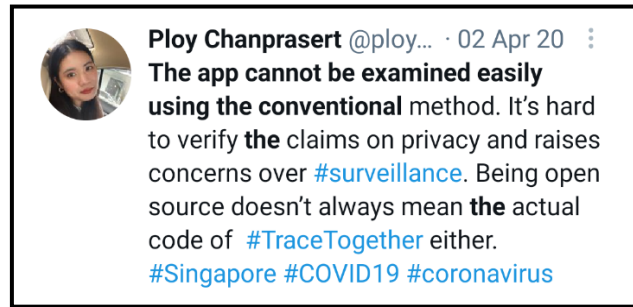 Ploy Chanprasert @ploy... · 02 Apr 20
The app cannot be examined easily
using the conventional method. It’s hard
to verify the claims on privacy and raises
concerns over #surveillance. Being open
source doesn’t always mean the actual
code of #TraceTogether either.
#Singapore #COVID19 #coronavirus